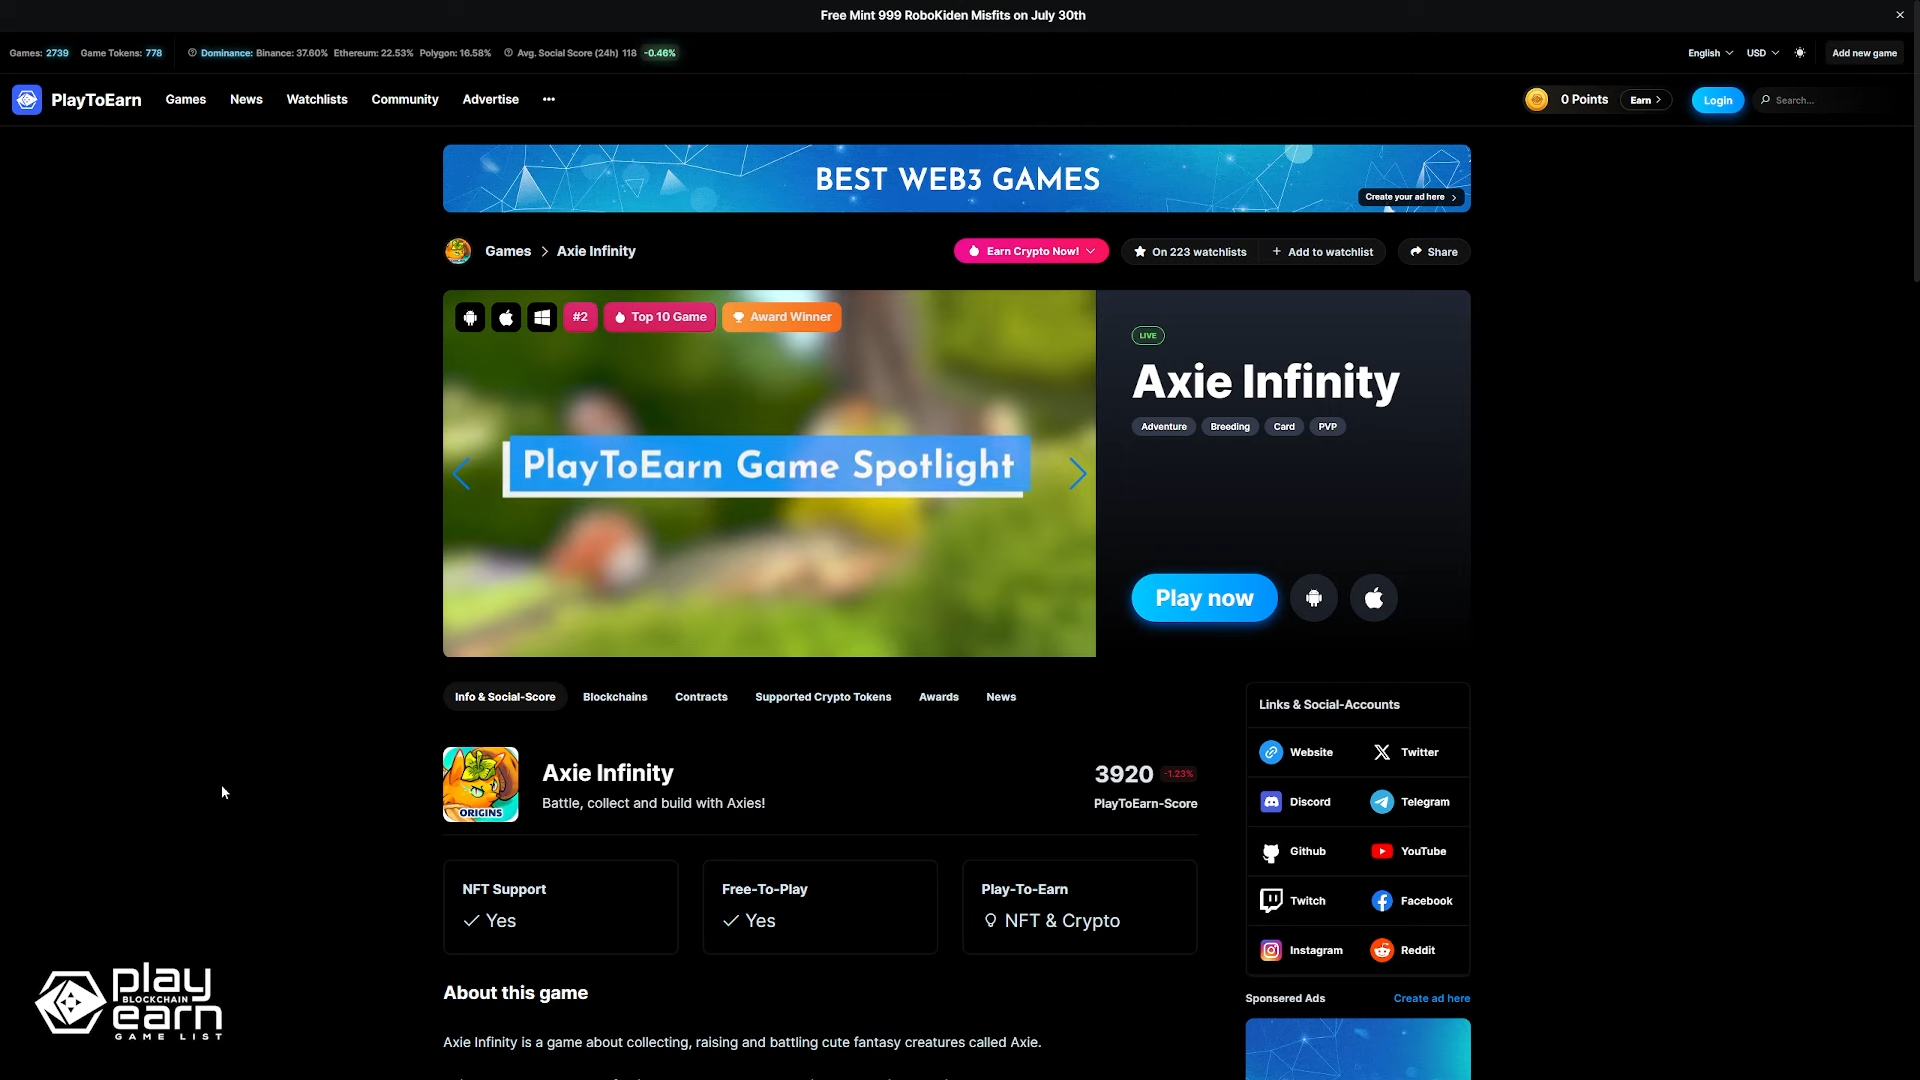 Free Mint 999 RoboKiden Misfits on July 30th
Games: 2739 Game Tokens: 778 Dominance: Binance: 37.60% Ethereum: 22.53% Polygon: 16.58% Avg. Social Score (24h) 118 -0.46% English USD Add new game
PlayToEarn Games News Watchlists Community Advertise ••• 0 Points Earn Login Search...
BEST WEB3 GAMES
Create your ad here
Games Axie Infinity Earn Crypto Now! On 223 watchlists + Add to watchlist Share
#2 Top 10 Game Award Winner
LIVE
Axie Infinity
Adventure Breeding Card PVP
PlayToEarn Game Spotlight
Play now
Info & Social-Score Blockchains Contracts Supported Crypto Tokens Awards News
Links & Social-Accounts
Website Twitter
Discord Telegram
Github YouTube
Twitch Facebook
Instagram Reddit
ORIGINS
Axie Infinity
Battle, collect and build with Axies!
3920 -1.23%
PlayToEarn-Score
NFT Support
Yes
Free-To-Play
Yes
Play-To-Earn
NFT & Crypto
About this game
Axie Infinity is a game about collecting, raising and battling cute fantasy creatures called Axie.
Sponsered Ads Create ad here
play
BLOCKCHAIN
earn
GAME LIST